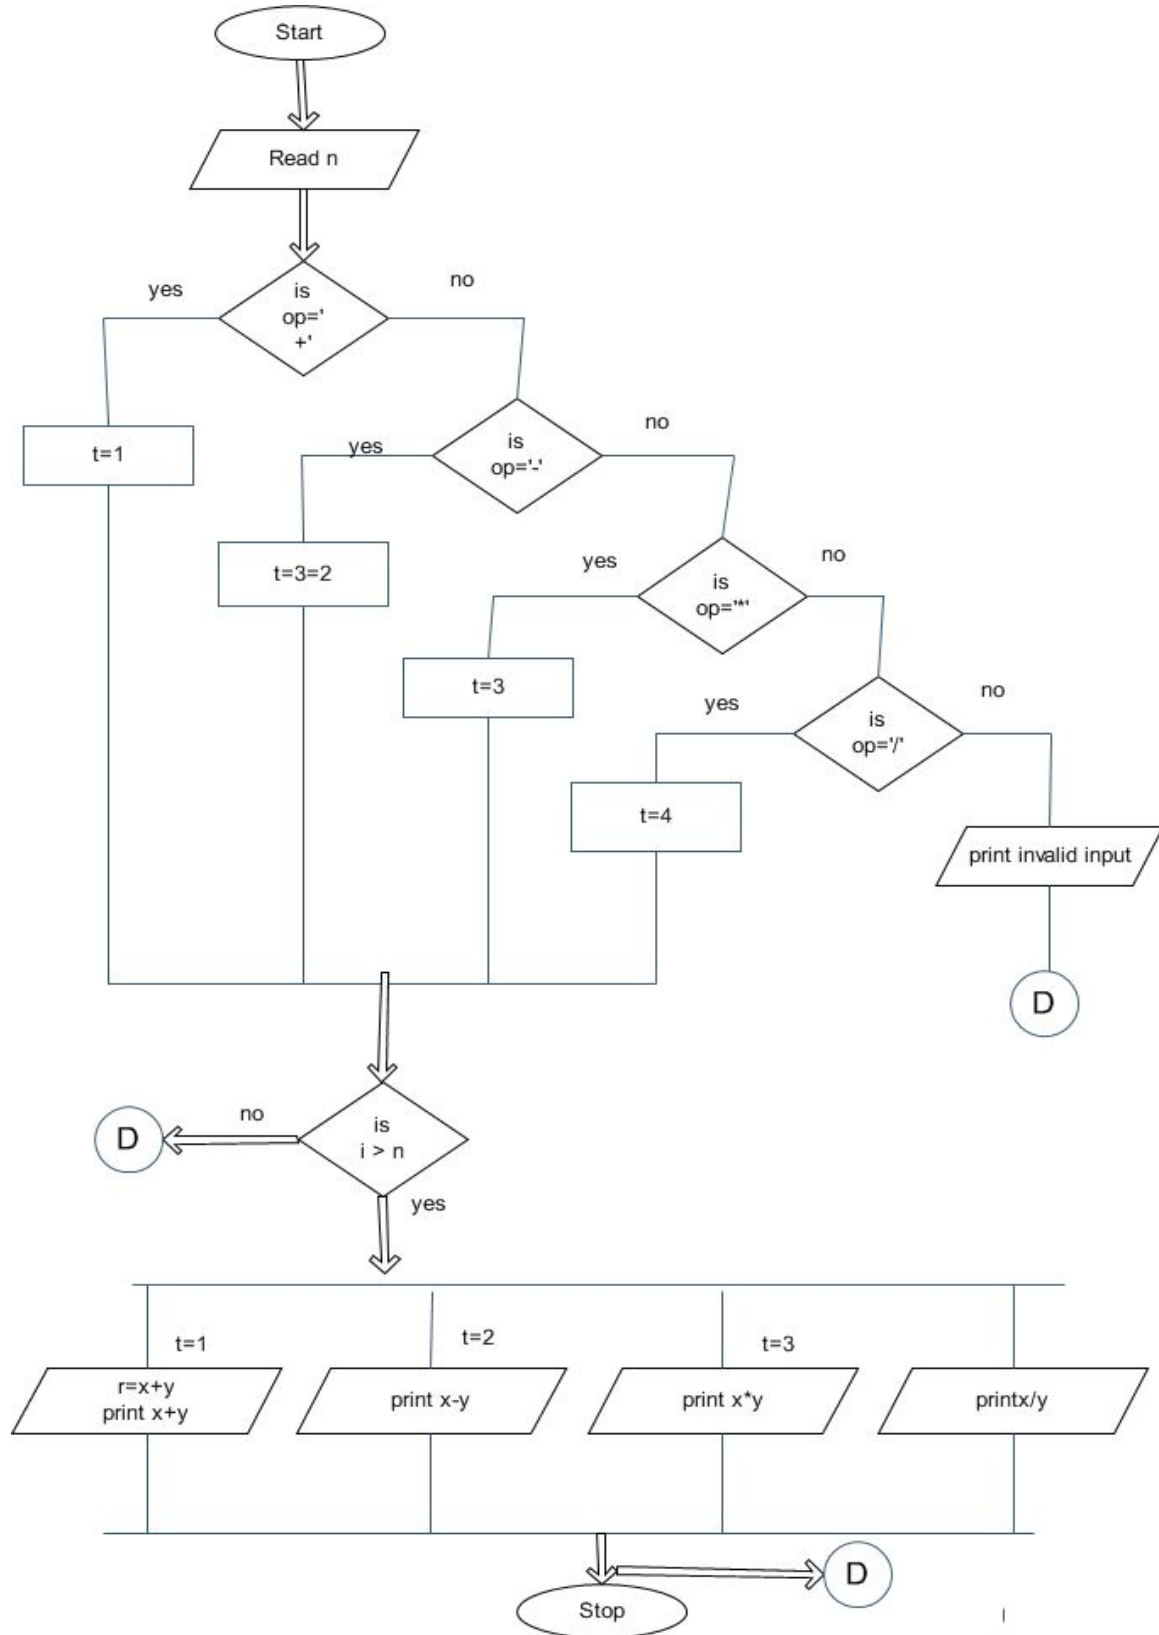 Start
Read n
yes
no
is
op='
+'
t=1
yes
no
is
op='-'
t=3=2
yes
no
is
op='*'
t=3
yes
no
is
op='/'
t=4
print invalid input
D
no
D
is
i > n
yes
t=1
t=2
t=3
r=x+y
print x+y
print x-y
print x*y
printx/y
D
Stop